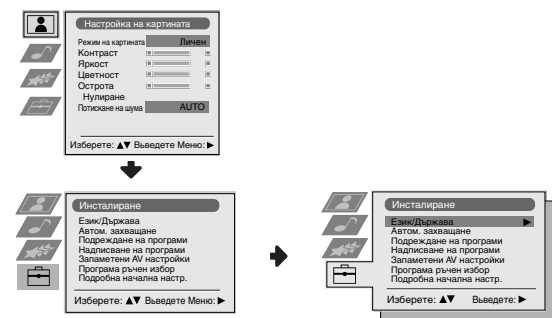 Настройка на картината
Режим на картината Личен
Контраст
Яркост
Цветност
Острота
Нулиране
Потискане на шума AUTO
Изберете: ▲▼ Въведете Меню: ▶
Инсталиране
Език/Държава
Автом. захващане
Подреждане на програми
Надписване на програми
Запаметени AV настройки
Програма ръчен избор
Подробна начална настр.
Изберете: ▲▼ Въведете Меню: ▶
Инсталиране
Език/Държава ▶
Автом. захващане
Подреждане на програми
Надписване на програми
Запаметени AV настройки
Програма ръчен избор
Подробна начална настр.
Изберете: ▲▼ Въведете: ▶